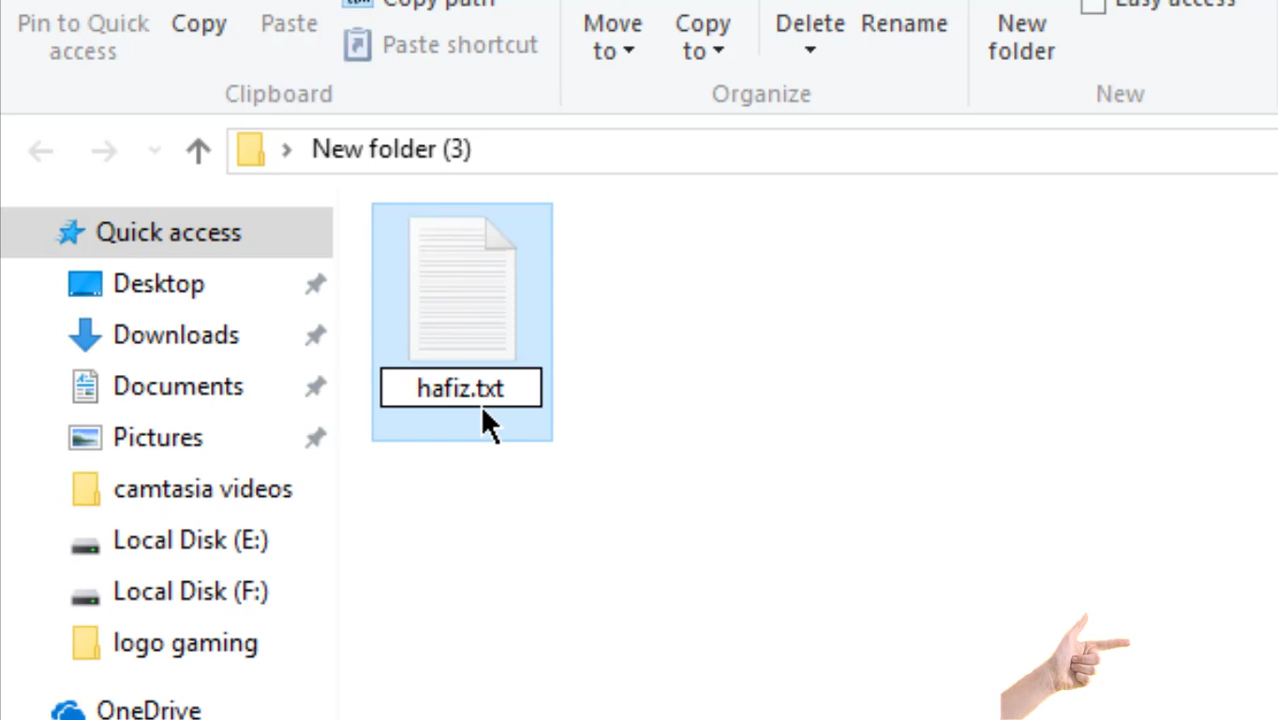 Copy path
Easy access
Pin to Quick access
Copy
Paste
Paste shortcut
Move to
Copy to
Delete
Rename
New folder
Clipboard
Organize
New
New folder (3)
Quick access
Desktop
Downloads
Documents
Pictures
camtasia videos
Local Disk (E:)
Local Disk (F:)
logo gaming
OneDrive
hafiz.txt